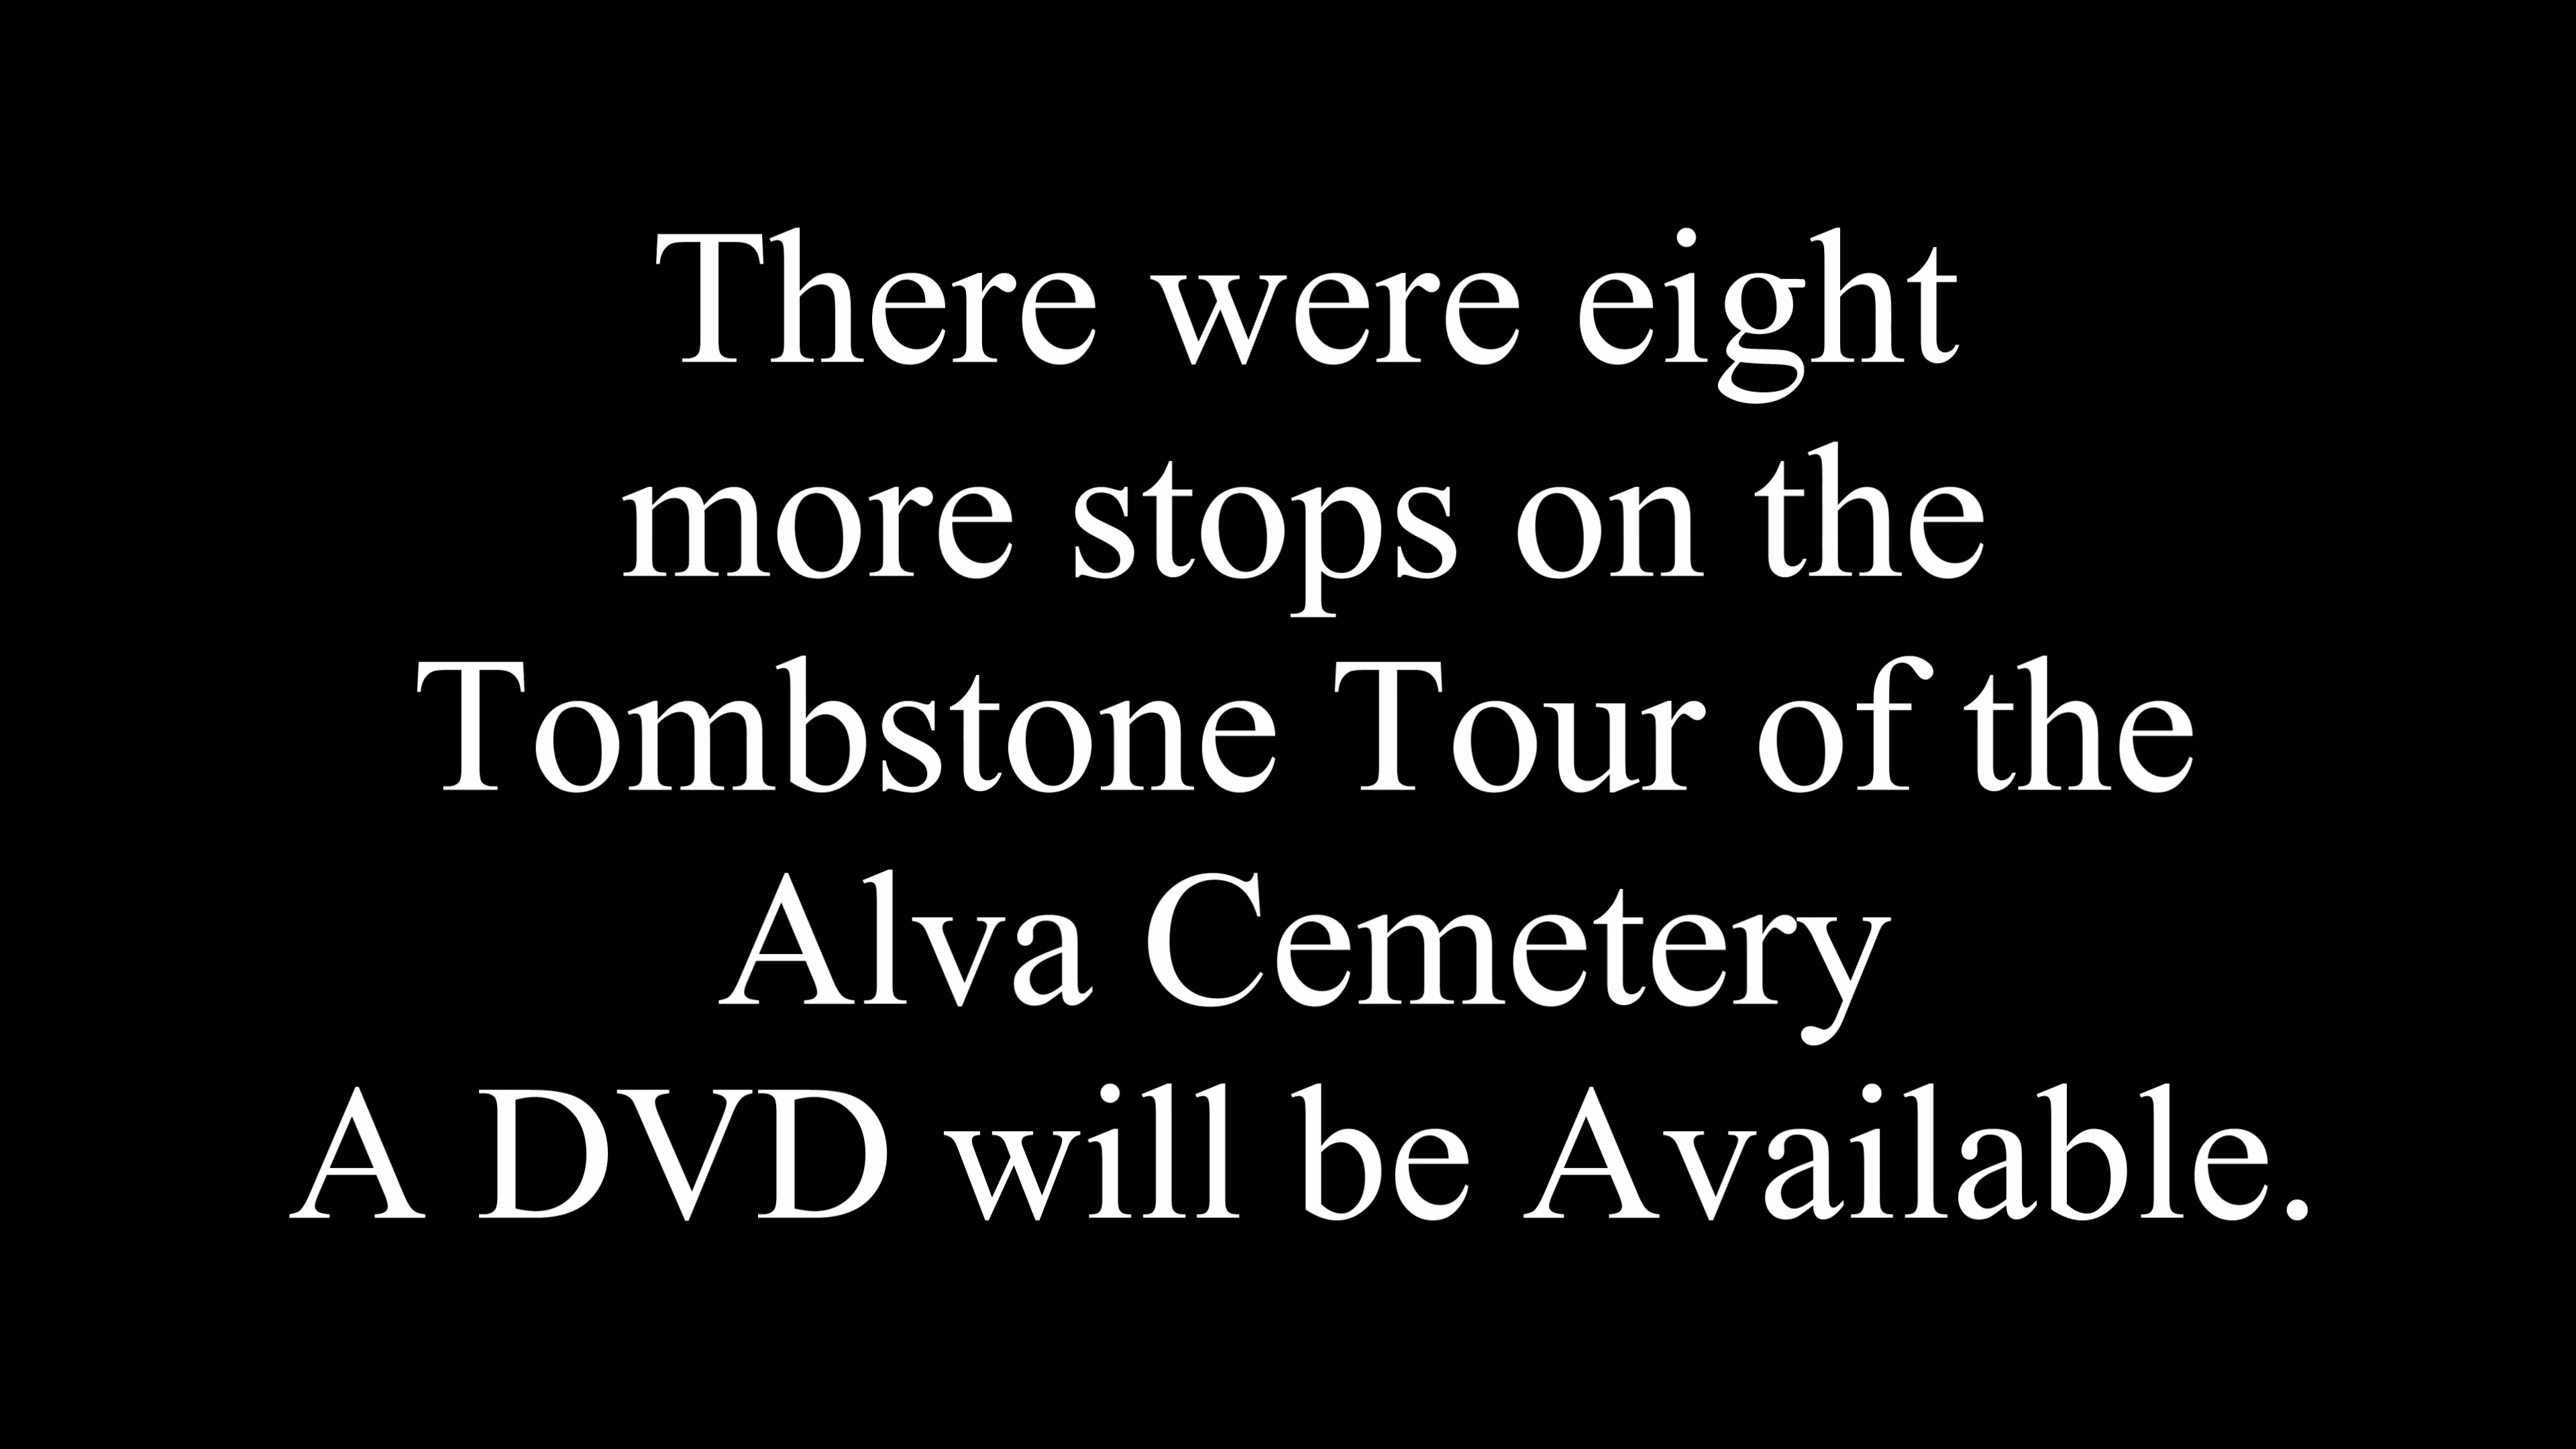 There were eight
more stops on the
Tombstone Tour of the
Alva Cemetery
A DVD will be Available.